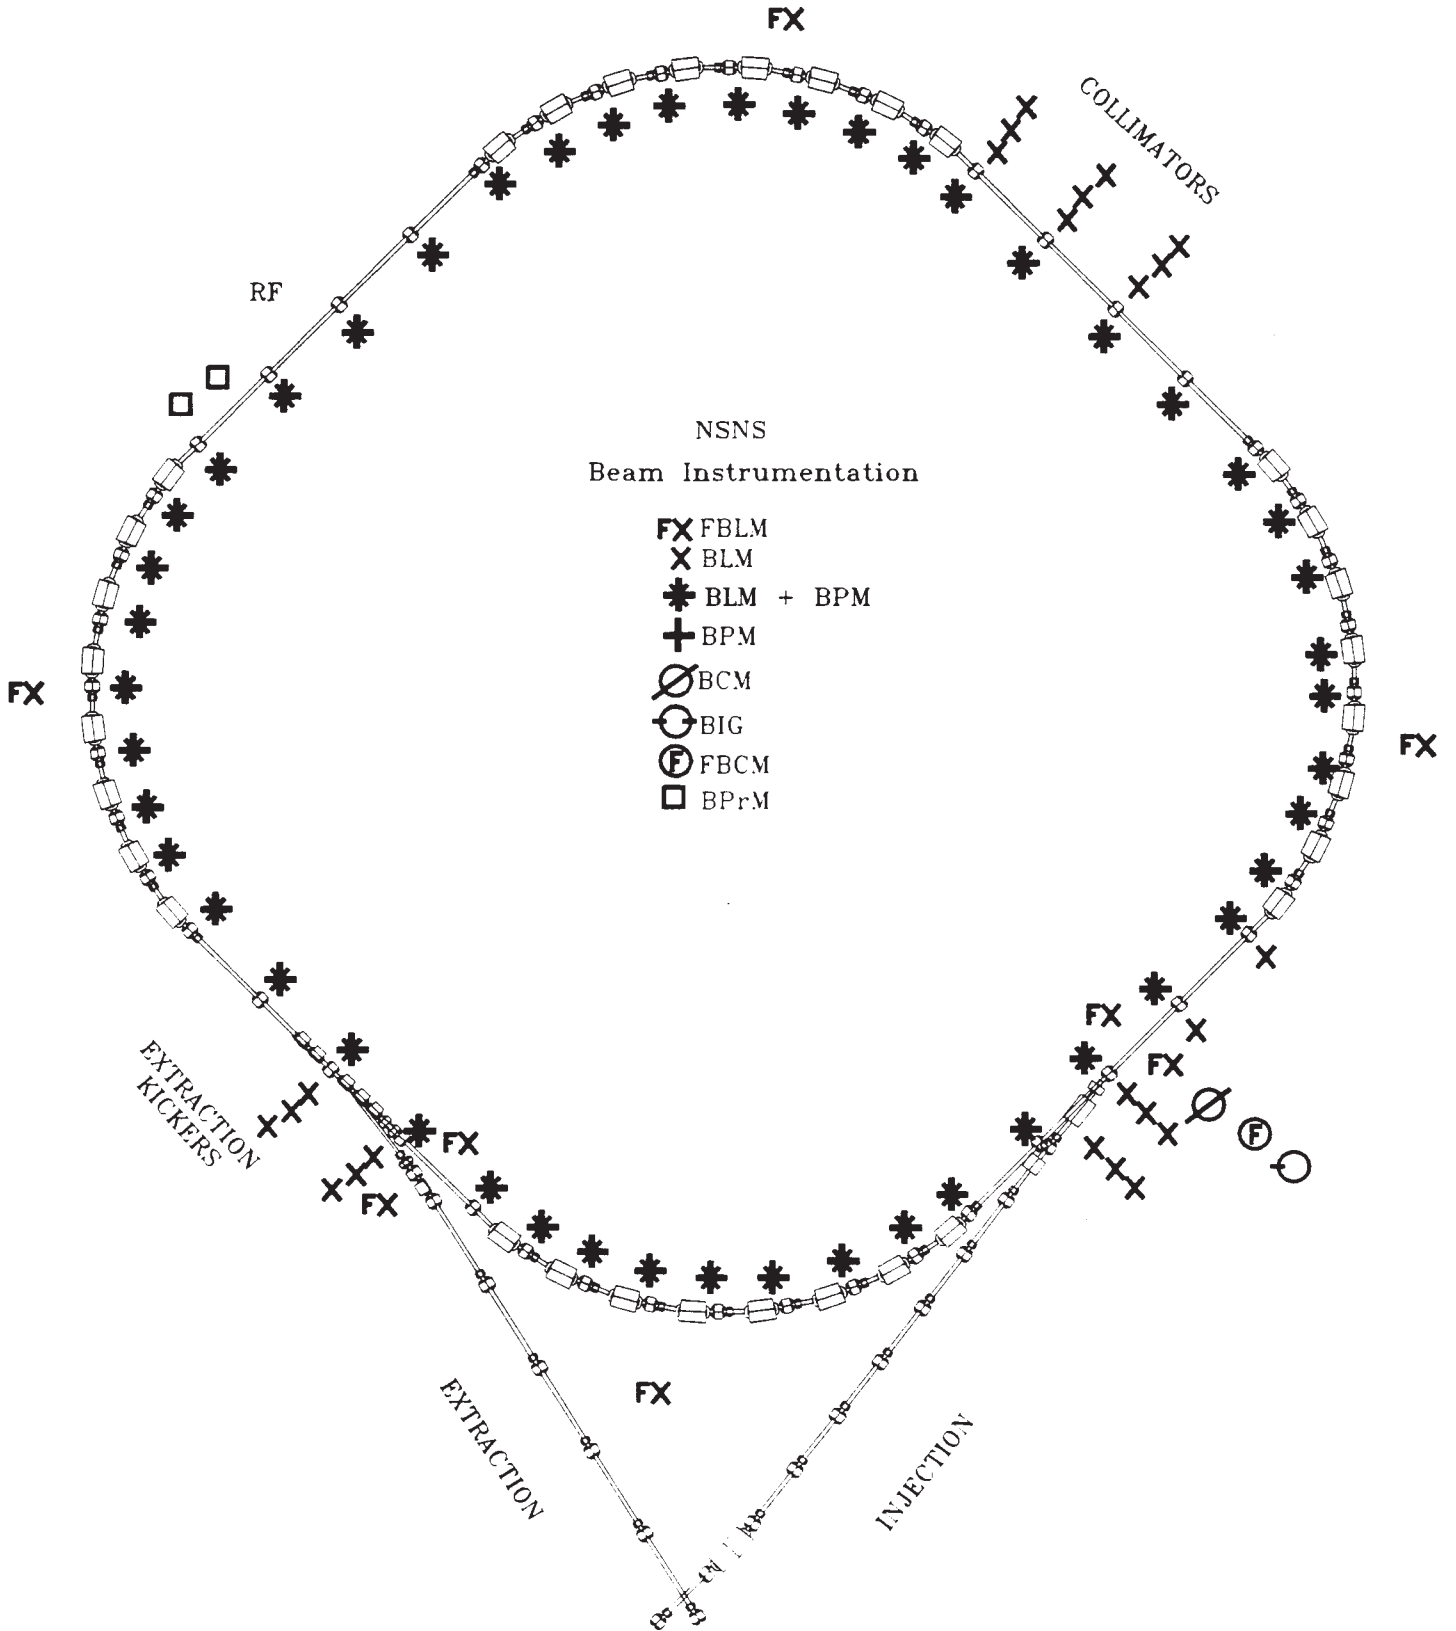 FX
COLLIMATORS
RF
NSNS
Beam Instrumentation
FX FBLM
X BLM
BLM + BPM
BPM
BCM
BIG
F FBCM
BPrM
FX
FX
FX
FX
F
EXTRACTION
KICKERS
FX
FX
FX
EXTRACTION
INJECTION